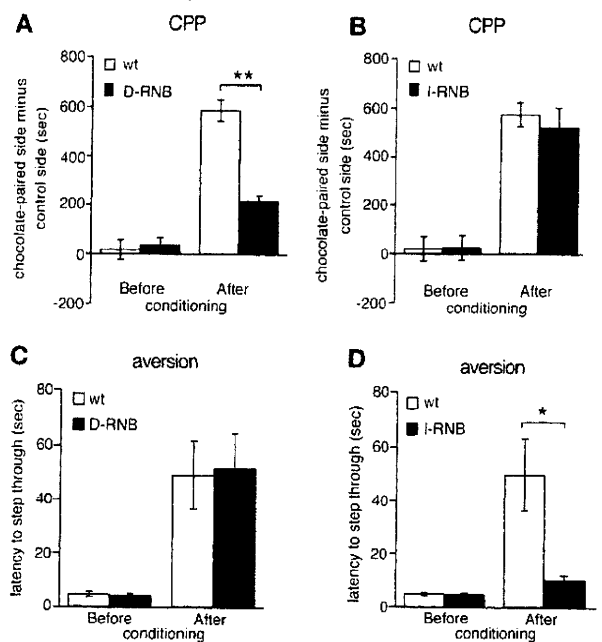 A
CPP
chocolate-paired side minus
control side (sec)
800
600
400
200
0
-200
wt
D-RNB
**
Before
After
conditioning
B
CPP
chocolate-paired side minus
control side (sec)
800
600
400
200
0
-200
wt
I-RNB
Before
After
conditioning
C
aversion
latency to step through (sec)
80
60
40
20
0
wt
D-RNB
Before
After
conditioning
D
aversion
latency to step through (sec)
80
60
40
20
0
wt
I-RNB
*
Before
After
conditioning